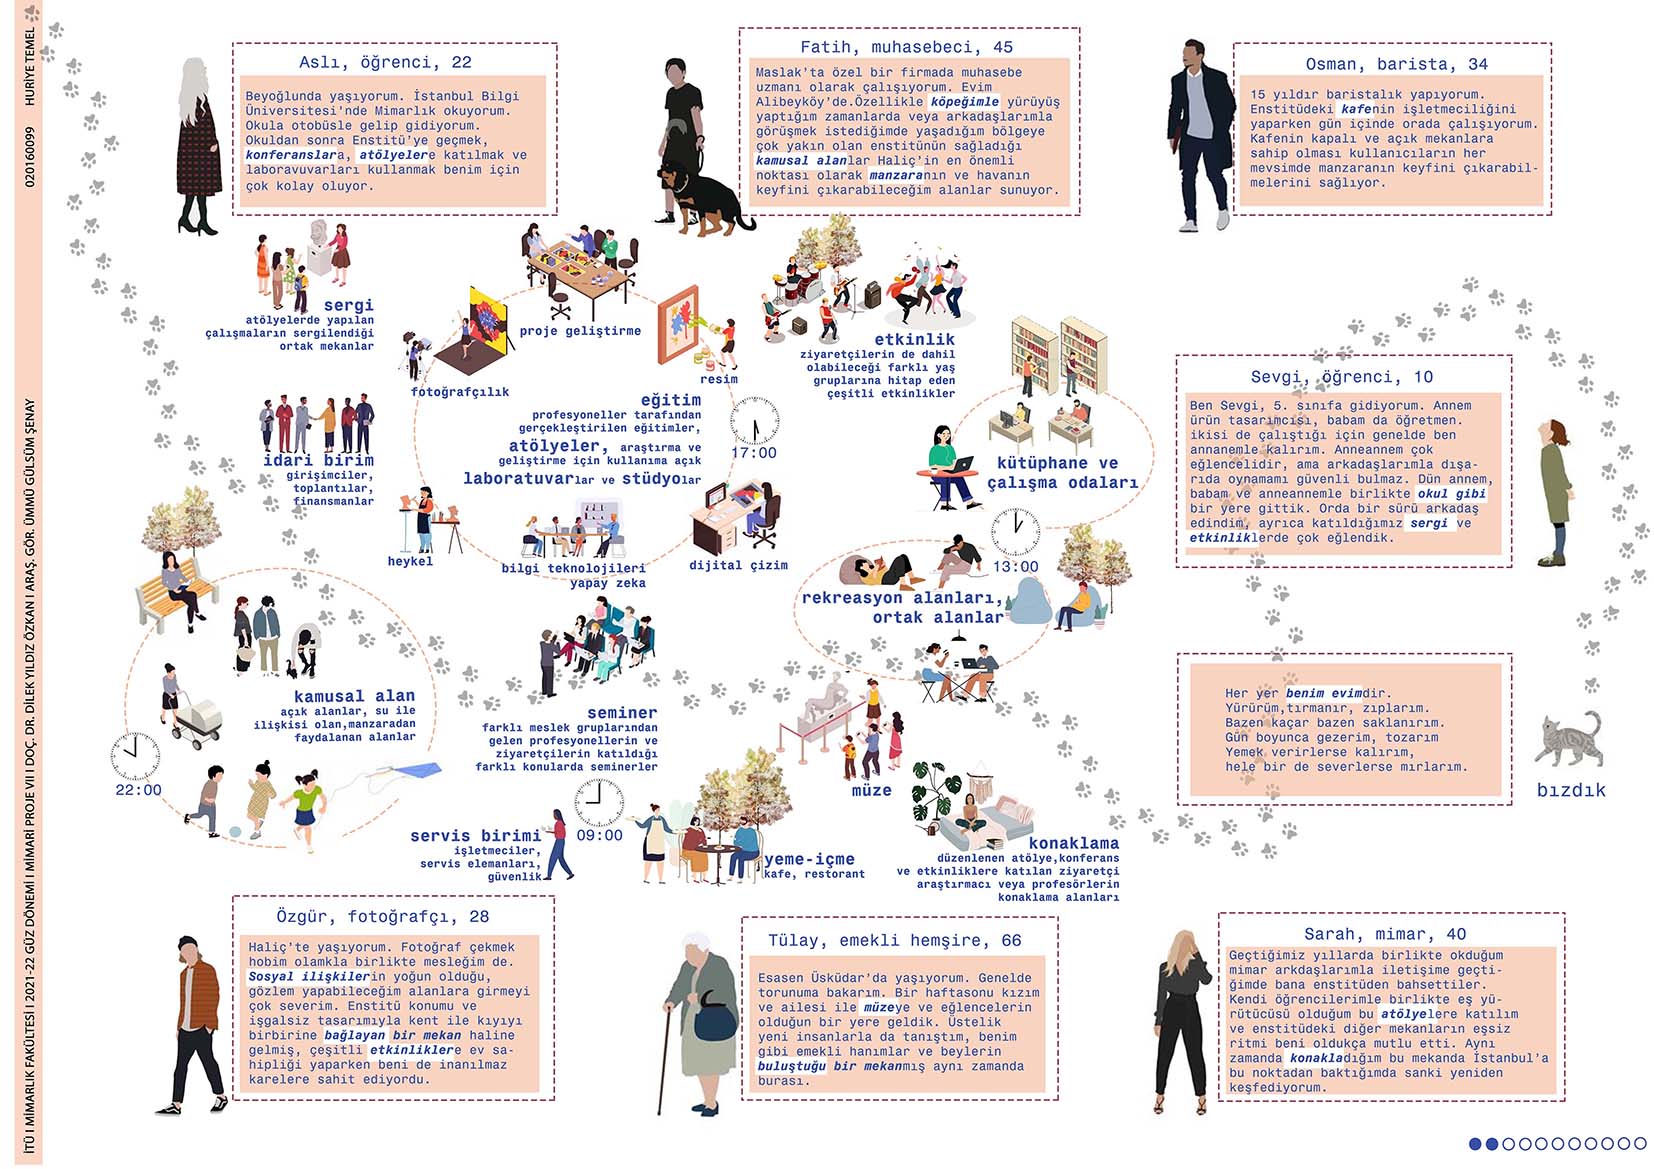 HURİYE TEMEL
020160099
İTÜ I MİMARLIK FAKÜLTESİ I 2021-22 GÜZ DÖNEMİ I MİMARİ PROJE VII I DOÇ. DR. DİLEK YILDIZ ÖZKAN I ARAŞ. GÖR. ÜMMÜ GÜLSÜM ŞENAY
Aslı, öğrenci, 22
Beyoğlunda yaşıyorum. İstanbul Bilgi
Üniversitesi'nde Mimarlık okuyorum.
Okula otobüsle gelip gidiyorum.
Okuldan sonra Enstitü'ye geçmek,
konferanslara, atölyelere katılmak ve
laboravuvarları kullanmak benim için
çok kolay oluyor.
Fatih, muhasebeci, 45
Maslak'ta özel bir firmada muhasebe
uzmanı olarak çalışıyorum. Evim
Alibeyköy'de.Özellikle köpeğimle yürüyüş
yaptığım zamanlarda veya arkadaşlarımla
görüşmek istediğimde yaşadığım bölgeye
çok yakın olan enstitünün sağladığı
kamusal alanlar Haliç'in en önemli
noktası olarak manzaranın ve havanın
keyfini çıkarabileceğim alanlar sunuyor.
Osman, barista, 34
15 yıldır baristalık yapıyorum.
Enstitüdeki kafenin işletmeciliğini
yaparken gün içinde orada çalışıyorum.
Kafenin kapalı ve açık mekanlara
sahip olması kullanıcıların her
mevsimde manzaranın keyfini çıkarabil-
melerini sağlıyor.
sergi
atölyelerde yapılan
çalışmaların sergilendiği
ortak mekanlar
proje geliştirme
fotoğrafçılık
resim
etkinlik
ziyaretçilerin de dahil
olabileceği farklı yaş
gruplarına hitap eden
çeşitli etkinlikler
eğitim
profesyoneller tarafından
gerçekleştirilen eğitimler,
atölyeler, araştırma ve
geliştirme için kullanıma açık
laboratuvarlar ve stüdyolar
17:00
idari birim
girişimciler,
toplantılar,
finansmanlar
kütüphane ve
çalışma odaları
Sevgi, öğrenci, 10
Ben Sevgi, 5. sınıfa gidiyorum. Annem
ürün tasarımcısı, babam da öğretmen.
ikisi de çalıştığı için genelde ben
annanemle kalırım. Anneannem çok
eğlencelidir, ama arkadaşlarımla dışa-
rıda oynamamı güvenli bulmaz. Dün annem,
babam ve anneannemle birlikte okul gibi
bir yere gittik. Orda bir sürü arkadaş
edindim, ayrıca katıldığımız sergi ve
etkinliklerde çok eğlendik.
heykel
bilgi teknolojileri
yapay zeka
dijital çizim
13:00
rekreasyon alanları,
ortak alanlar
kamusal alan
açık alanlar, su ile
ilişkisi olan,manzaradan
faydalanan alanlar
22:00
seminer
farklı meslek gruplarından
gelen profesyonellerin ve
ziyaretçilerin katıldığı
farklı konularda seminerler
müze
Her yer benim evimdir.
Yürürüm,tırmanır, zıplarım.
Bazen kaçar bazen saklanırım.
Gün boyunca gezerim, tozarım
Yemek verirlerse kalırım,
hele bir de severlerse mırlarım.
bızdık
servis birimi
işletmeciler,
servis elemanları,
güvenlik
09:00
yeme-içme
kafe, restorant
konaklama
düzenlenen atölye,konferans
ve etkinliklere katılan ziyaretçi
araştırmacı veya profesörlerin
konaklama alanları
Özgür, fotoğrafçı, 28
Haliç'te yaşıyorum. Fotoğraf çekmek
hobim olamkla birlikte mesleğim de.
Sosyal ilişkilerin yoğun olduğu,
gözlem yapabileceğim alanlara girmeyi
çok severim. Enstitü konumu ve
işgalsiz tasarımıyla kent ile kıyıyı
birbirine bağlayan bir mekan haline
gelmiş, çeşitli etkinliklere ev sa-
hipliği yaparken beni de inanılmaz
karelere sahit ediyordu.
Tülay, emekli hemşire, 66
Esasen Üsküdar'da yaşıyorum. Genelde
torunuma bakarım. Bir haftasonu kızım
ve ailesi ile müzeye ve eğlencelerin
olduğun bir yere geldik. Üstelik
yeni insanlarla da tanıştım, benim
gibi emekli hanımlar ve beylerin
buluştuğu bir mekanmış aynı zamanda
burası.
Sarah, mimar, 40
Geçtiğimiz yıllarda birlikte okdığum
mimar arkdaşlarımla iletişime geçti-
ğimde bana enstitüden bahsettiler.
Kendi öğrencilerimle birlikte eş yü-
rütücüsü olduğum bu atölyelere katılım
ve enstitüdeki diğer mekanların eşsiz
ritmi beni oldukça mutlu etti. Aynı
zamanda konakladığım bu mekanda İstanbul'a
bu noktadan baktığımda sanki yeniden
keşfediyorum.